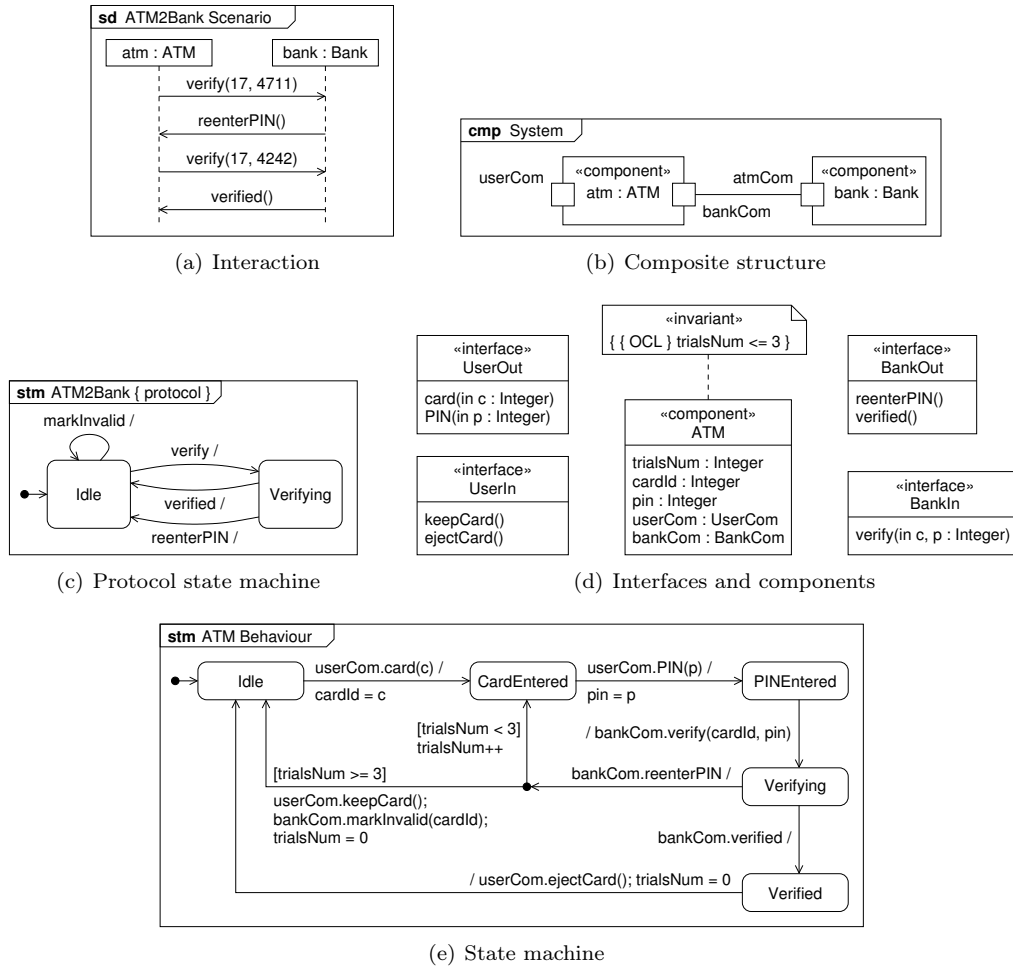 sd ATM2Bank Scenario
atm : ATM
bank : Bank
verify(17, 4711)
reenterPIN()
verify(17, 4242)
verified()
(a) Interaction
cmp System
userCom
«component»
atm : ATM
bankCom
atmCom
«component»
bank : Bank
(b) Composite structure
stm ATM2Bank { protocol }
markInvalid /
Idle
verify /
verified /
reenterPIN /
Verifying
(c) Protocol state machine
«interface»
UserOut
card(in c : Integer)
PIN(in p : Integer)
«interface»
UserIn
keepCard()
ejectCard()
«invariant»
{ { OCL } trialsNum <= 3 }
«component»
ATM
trialsNum : Integer
cardId : Integer
pin : Integer
userCom : UserCom
bankCom : BankCom
«interface»
BankOut
reenterPIN()
verified()
«interface»
BankIn
verify(in c, p : Integer)
(d) Interfaces and components
stm ATM Behaviour
Idle
userCom.card(c) /
cardId = c
CardEntered
userCom.PIN(p) /
pin = p
PINEntered
[trialsNum < 3]
trialsNum++
/ bankCom.verify(cardId, pin)
[trialsNum >= 3]
userCom.keepCard();
bankCom.markInvalid(cardId);
trialsNum = 0
bankCom.reenterPIN /
Verifying
bankCom.verified /
/ userCom.ejectCard(); trialsNum = 0
Verified
(e) State machine